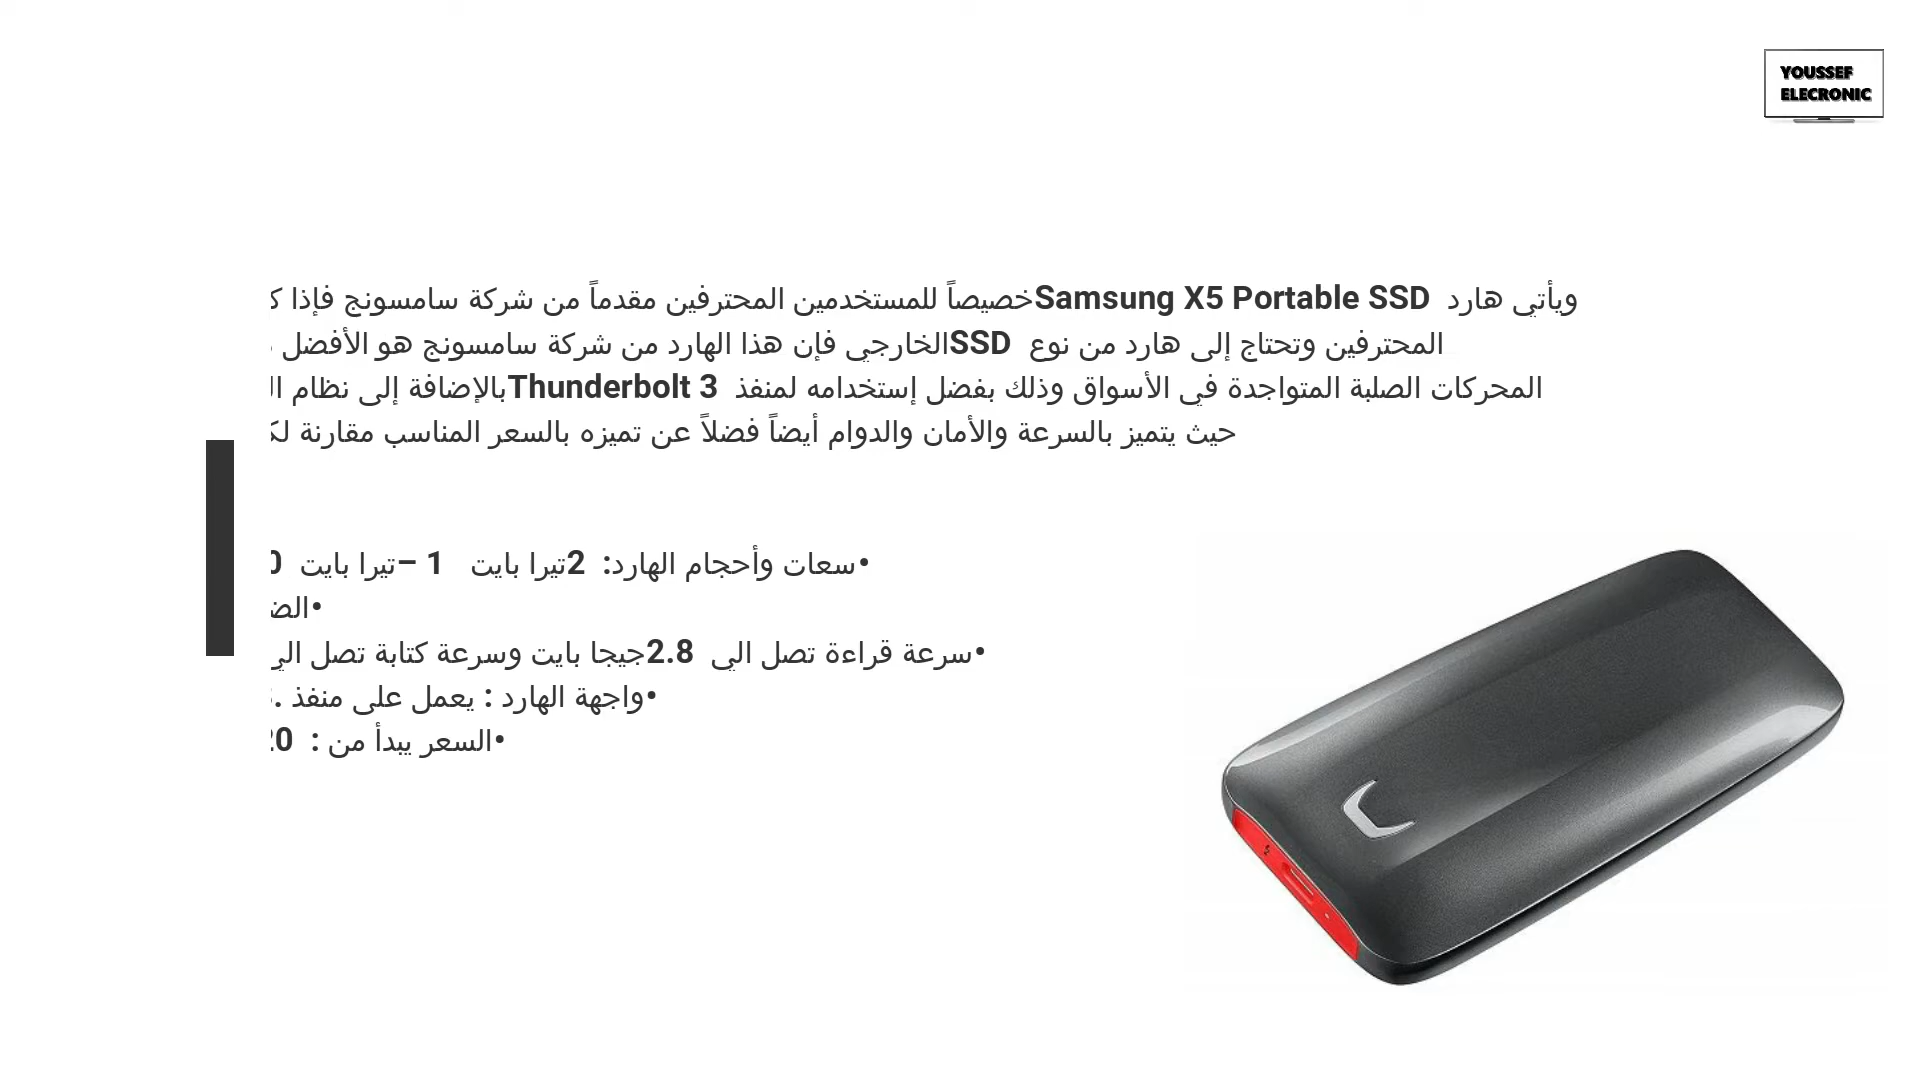 YOUSSEF
ELECRONIC
ويأتي هارد Samsung X5 Portable SSD خصيصاً للمستخدمين المحترفين مقدماً من شركة سامسونج فإذا
المحترفين وتحتاج إلى هارد من نوع SSD الخارجي فإن هذا الهارد من شركة سامسونج هو الأفضل
المحركات الصلبة المتواجدة في الأسواق وذلك بفضل إستخدامه لمنفذ Thunderbolt 3 بالإضافة إلى نظام
حيث يتميز بالسرعة والأمان والدوام أيضاً فضلاً عن تميزه بالسعر المناسب مقارنة
•سعات وأحجام الهارد: 2 تيرا بايت – 1 تيرا بايت
•سرعة قراءة تصل الي 2.8 جيجا بايت وسرعة كتابة تصل الي
•واجهة الهارد : يعمل على منفذ
•السعر يبدأ من :